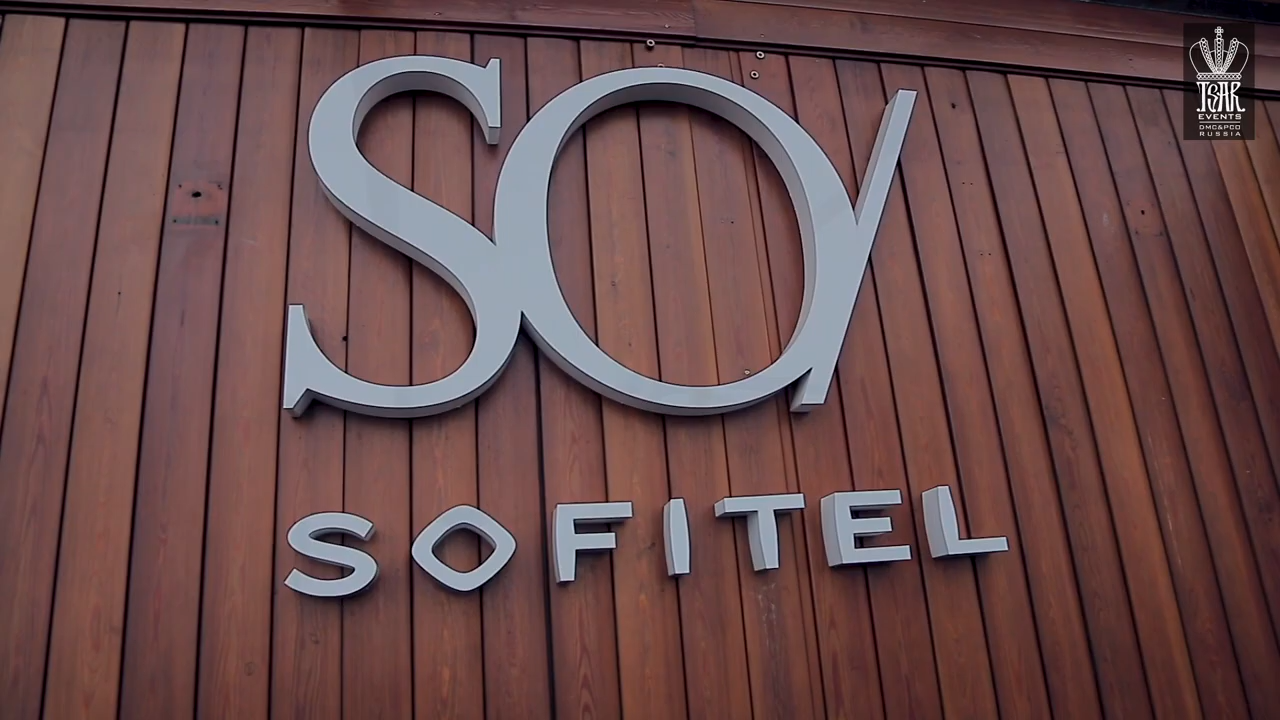 SO/
SOFITEL
TSAR
EVENTS
DMC&PCO
RUSSIA